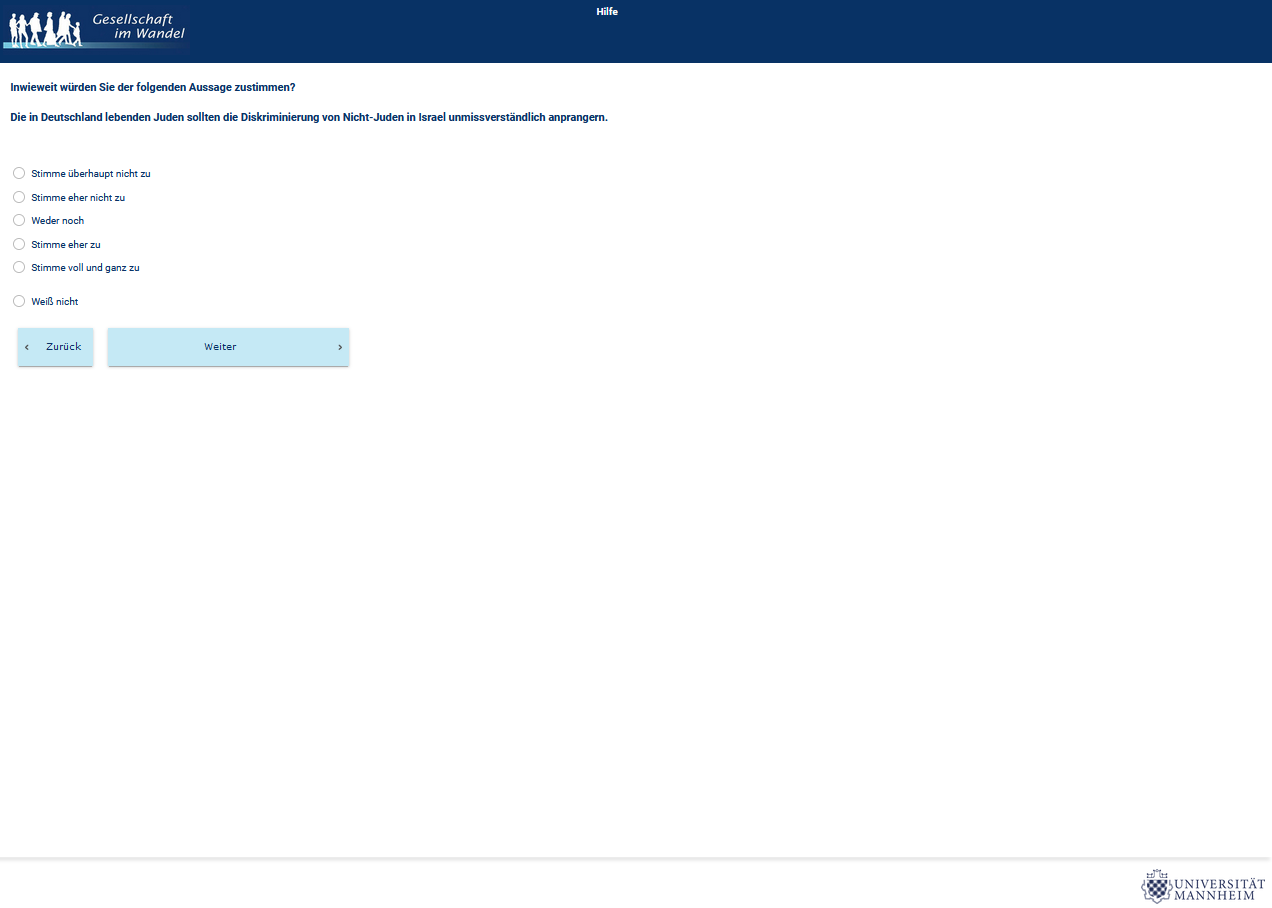 Gesellschaft
im Wandel
Hilfe
Inwieweit würden Sie der folgenden Aussage zustimmen?
Die in Deutschland lebenden Juden sollten die Diskriminierung von Nicht-Juden in Israel unmissverständlich anprangern.
Stimme überhaupt nicht zu
Stimme eher nicht zu
Weder noch
Stimme eher zu
Stimme voll und ganz zu
Weiß nicht
‹ Zurück
Weiter ›
UNIVERSITÄT
MANNHEIM